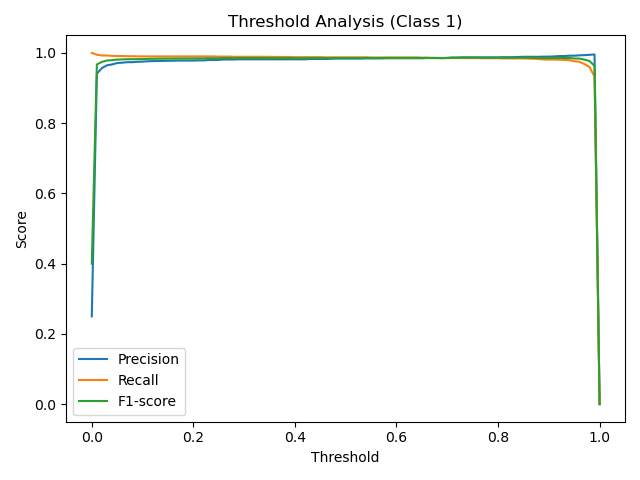 Threshold Analysis (Class 1)
1.0
0.8
0.6
0.4
0.2
0.0
Score
Precision
Recall
F1-score
0.0 0.2 0.4 0.6 0.8 1.0
Threshold